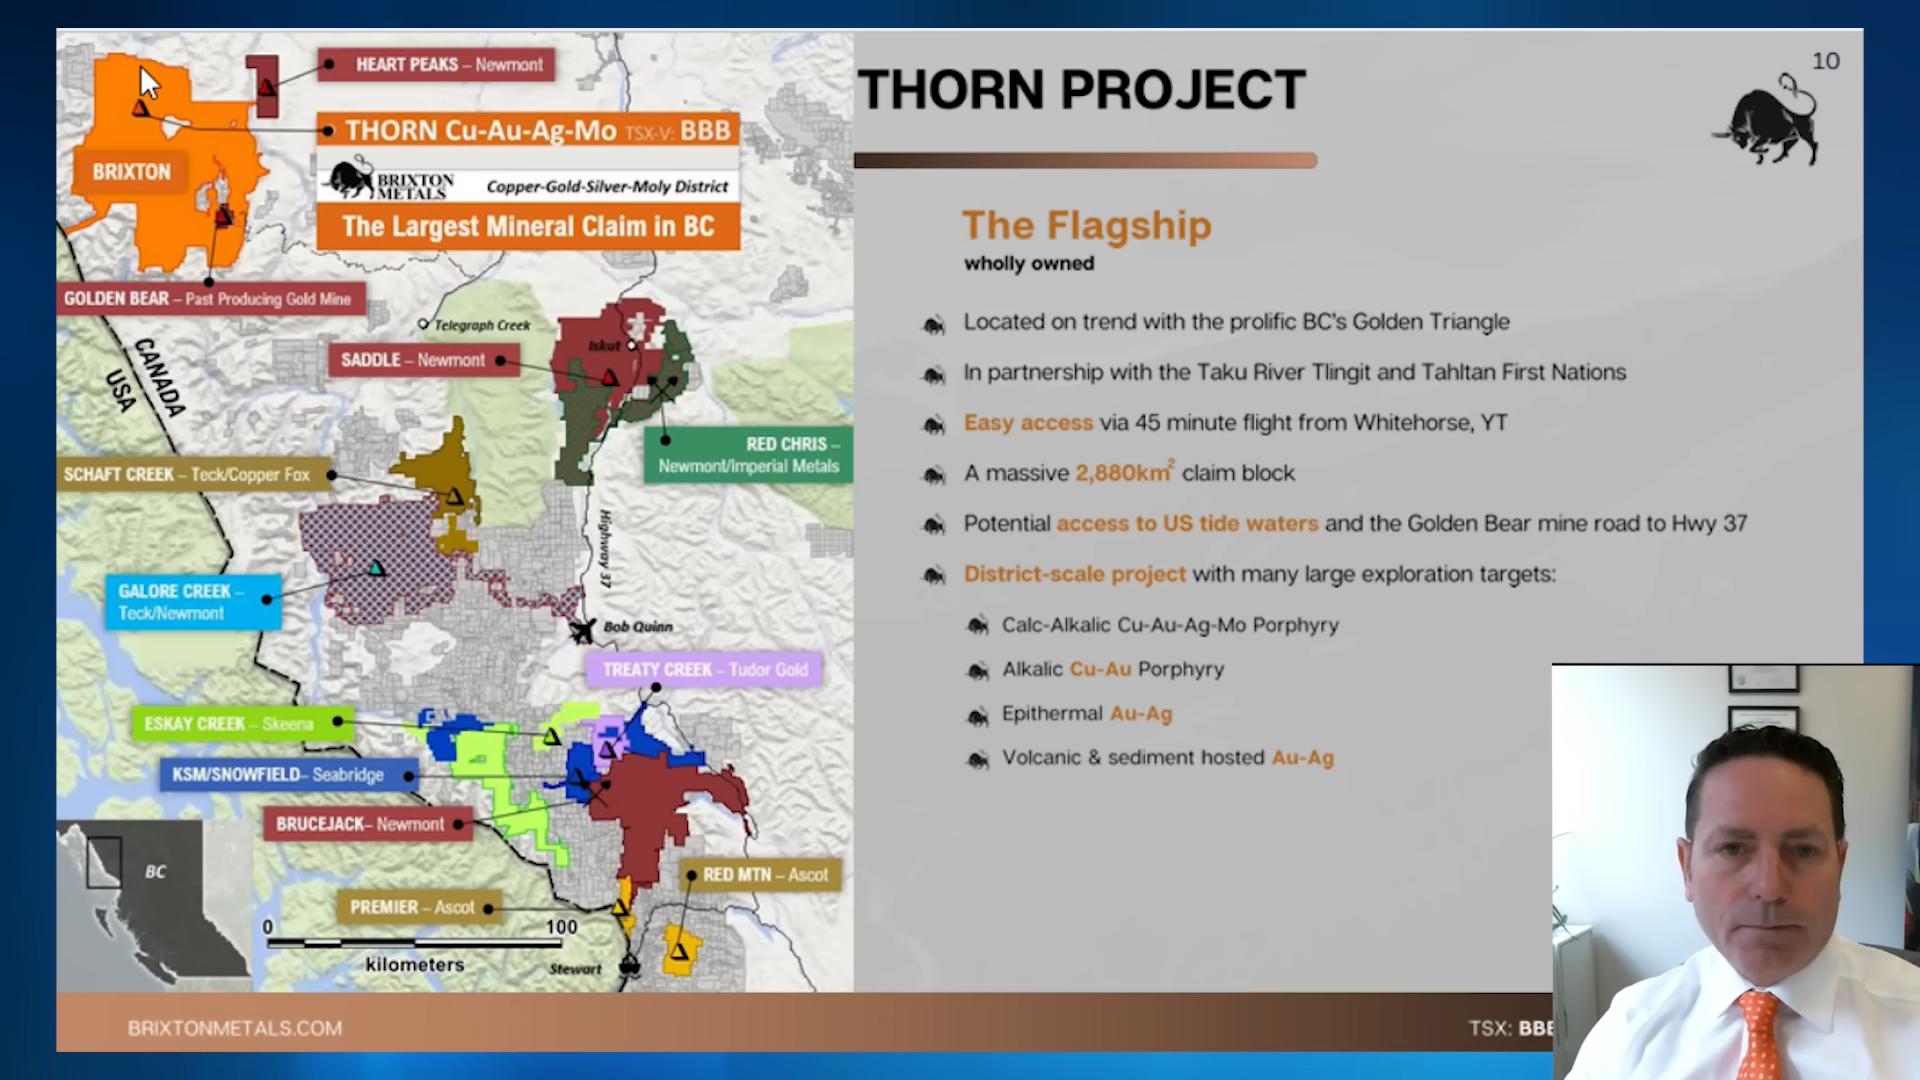 HEART PEAKS – Newmont
THORN Cu-Au-Ag-Mo TSX-V: BBB
BRIXTON
BRIXTON
METALS
Copper-Gold-Silver-Moly District
The Largest Mineral Claim in BC
GOLDEN BEAR – Past Producing Gold Mine
Telegraph Creek
CANADA
USA
SADDLE – Newmont
Iskut
RED CHRIS –
Newmont/Imperial Metals
SCHAFT CREEK – Teck/Copper Fox
Highway 37
GALORE CREEK –
Teck/Newmont
Bob Quinn
TREATY CREEK – Tudor Gold
ESKAY CREEK – Skeena
KSM/SNOWFIELD– Seabridge
BRUCEJACK– Newmont
BC
RED MTN – Ascot
PREMIER – Ascot
0 100
kilometers
Stewart
10
THORN PROJECT
The Flagship
wholly owned
Located on trend with the prolific BC's Golden Triangle
In partnership with the Taku River Tlingit and Tahltan First Nations
Easy access via 45 minute flight from Whitehorse, YT
A massive 2,880km² claim block
Potential access to US tide waters and the Golden Bear mine road to Hwy 37
District-scale project with many large exploration targets:
Calc-Alkalic Cu-Au-Ag-Mo Porphyry
Alkalic Cu-Au Porphyry
Epithermal Au-Ag
Volcanic & sediment hosted Au-Ag
BRIXTONMETALS.COM
TSX: